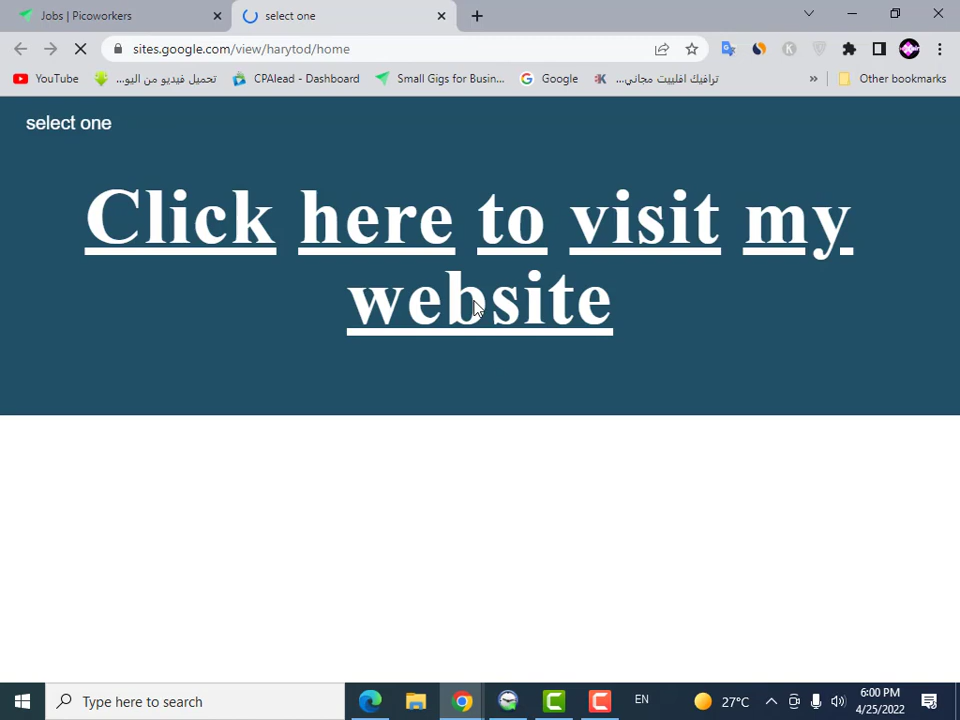 Jobs | Picoworkers
select one
sites.google.com/view/harytod/home
YouTube
تحميل فيديو من اليو...
CPAlead - Dashboard
Small Gigs for Busin...
Google
ترافيك افلييت مجاني...
»
Other bookmarks
select one
Click here to visit my
website
Type here to search
EN
27°C
6:00 PM
4/25/2022